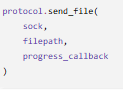 protocol.send_file(
    sock,
    filepath,
    progress_callback
)